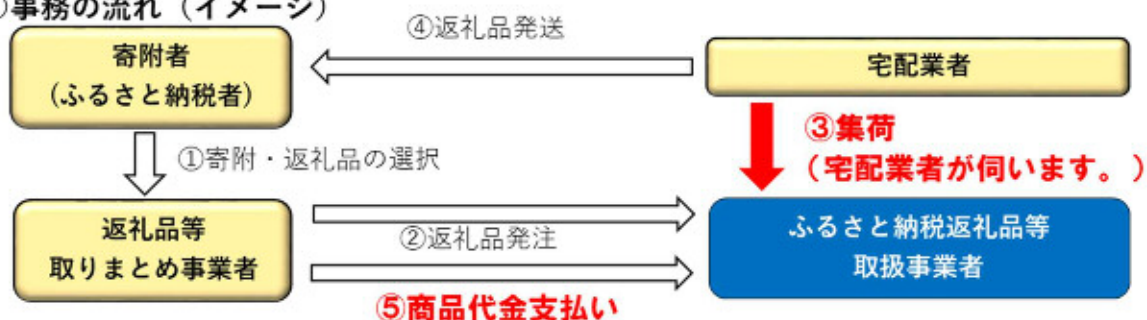 事務の流れ（イメージ）
④返礼品発送
寄附者
（ふるさと納税者）
宅配業者
③集荷
（宅配業者が伺います。）
①寄附・返礼品の選択
返礼品等
取りまとめ事業者
②返礼品発注
ふるさと納税返礼品等
取扱事業者
⑤商品代金支払い